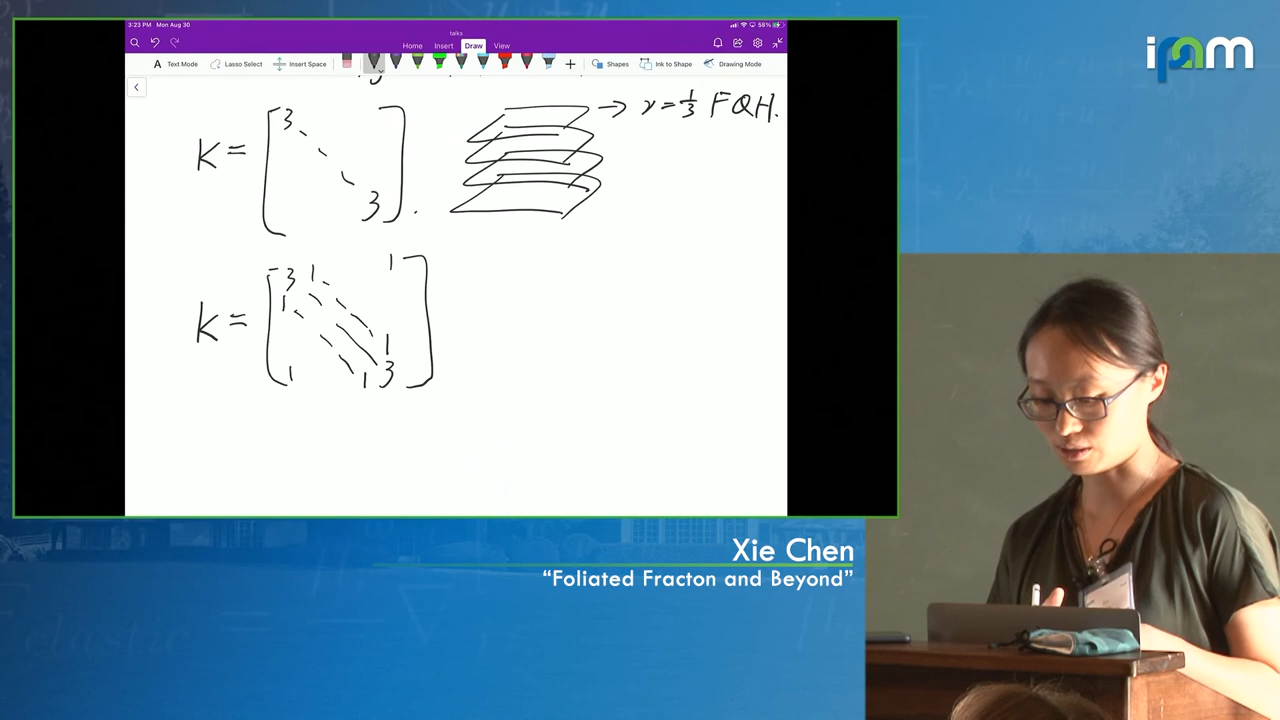 3:23 PM Mon Aug 30
58%
talks
Home Insert Draw View
Text Mode Lasso Select Insert Space Shapes Ink to Shape Drawing Mode
K = [3 3].
→ ν = 1/3 FQH.
K = [3 1 1
1
1
1 1 3]
ipam
Xie Chen
“Foliated Fracton and Beyond”